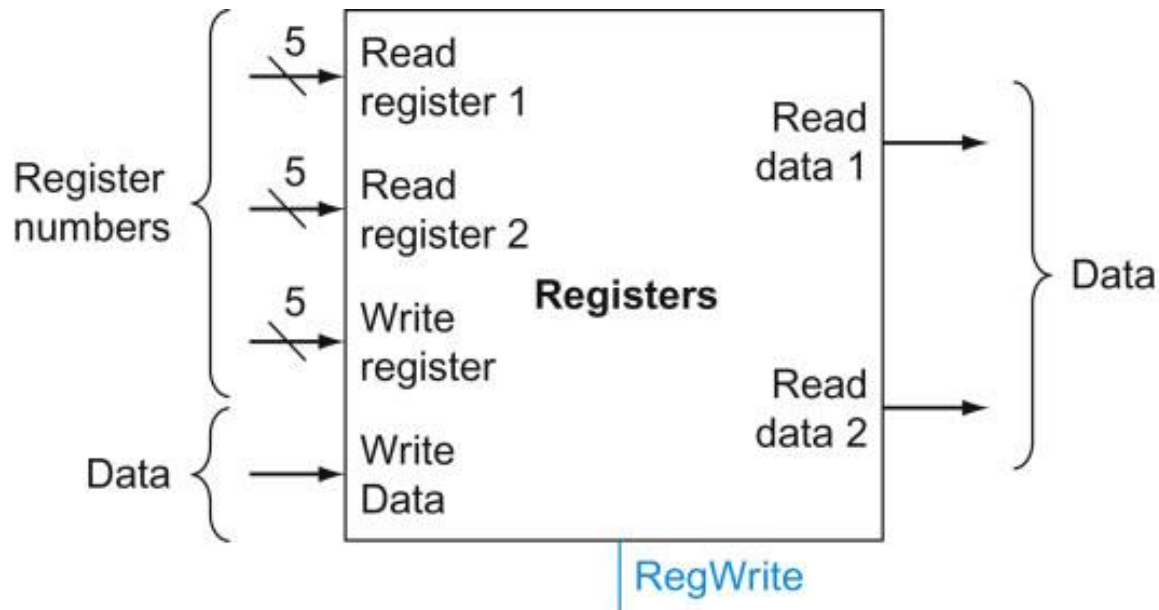 5
Read
register 1
5
Read
register 2
5
Write
register
Write
Data
Register
numbers
Data
Registers
Read
data 1
Read
data 2
Data
RegWrite